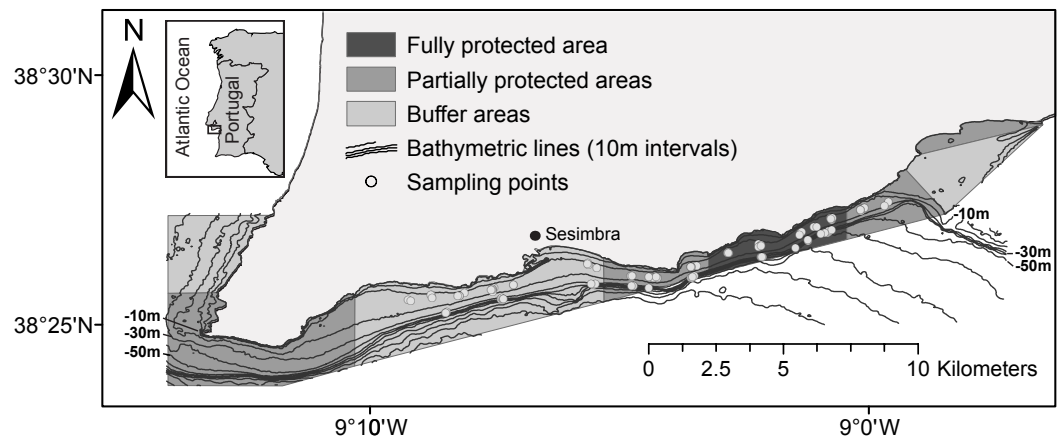 N
Atlantic Ocean
Portugal
Fully protected area
Partially protected areas
Buffer areas
Bathymetric lines (10m intervals)
Sampling points
38°30'N
38°25'N
Sesimbra
-10m
-30m
-50m
-10m
-30m
-50m
0
2.5
5
10 Kilometers
9°10'W
9°0'W